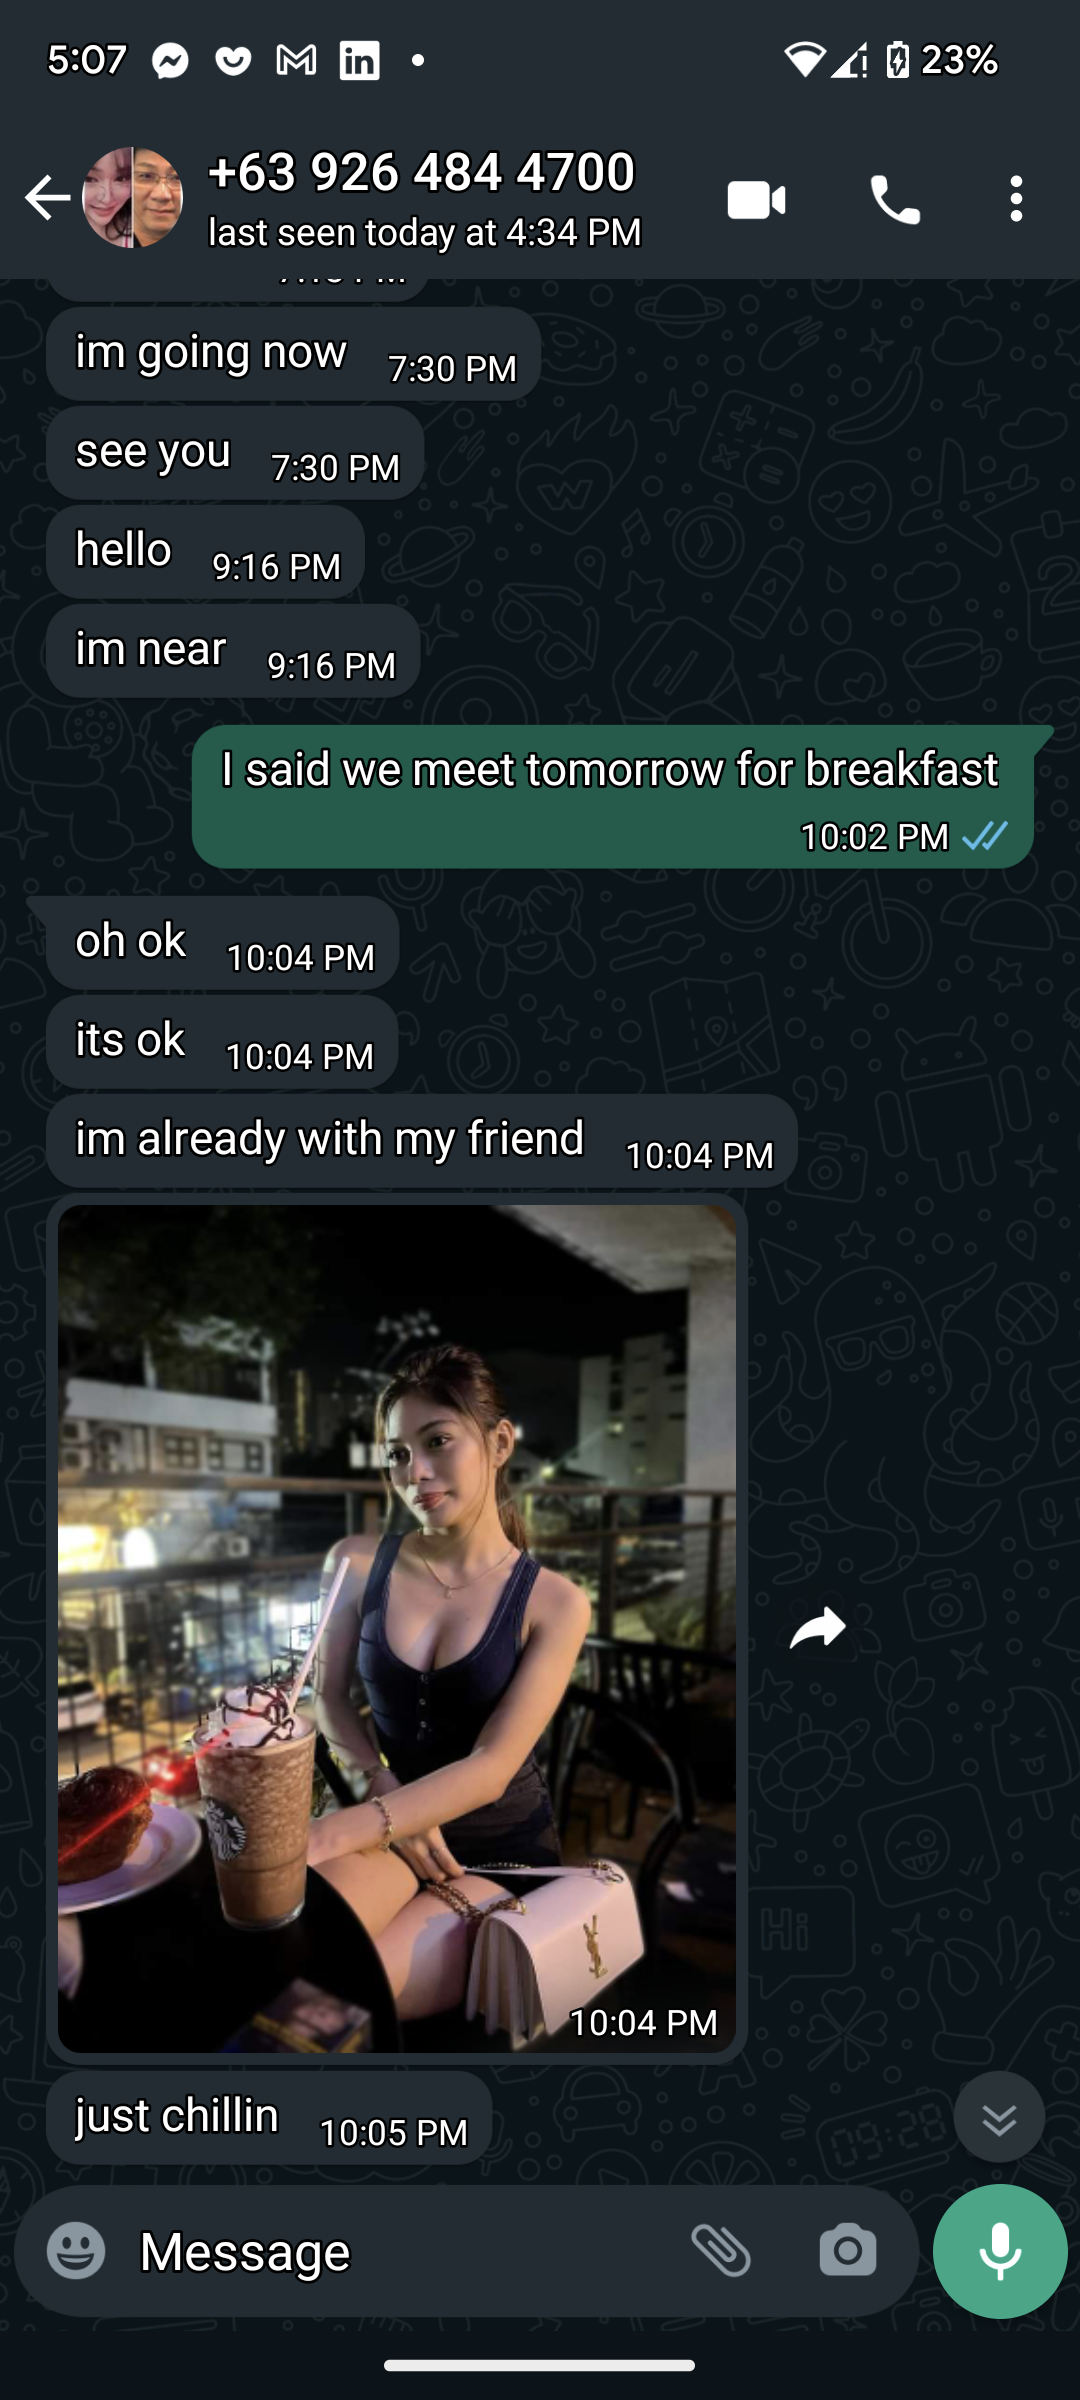 5:07
23%
+63 926 484 4700
last seen today at 4:34 PM
im going now 7:30 PM
see you 7:30 PM
hello 9:16 PM
im near 9:16 PM
I said we meet tomorrow for breakfast
10:02 PM
oh ok 10:04 PM
its ok 10:04 PM
im already with my friend 10:04 PM
10:04 PM
just chillin 10:05 PM
Message